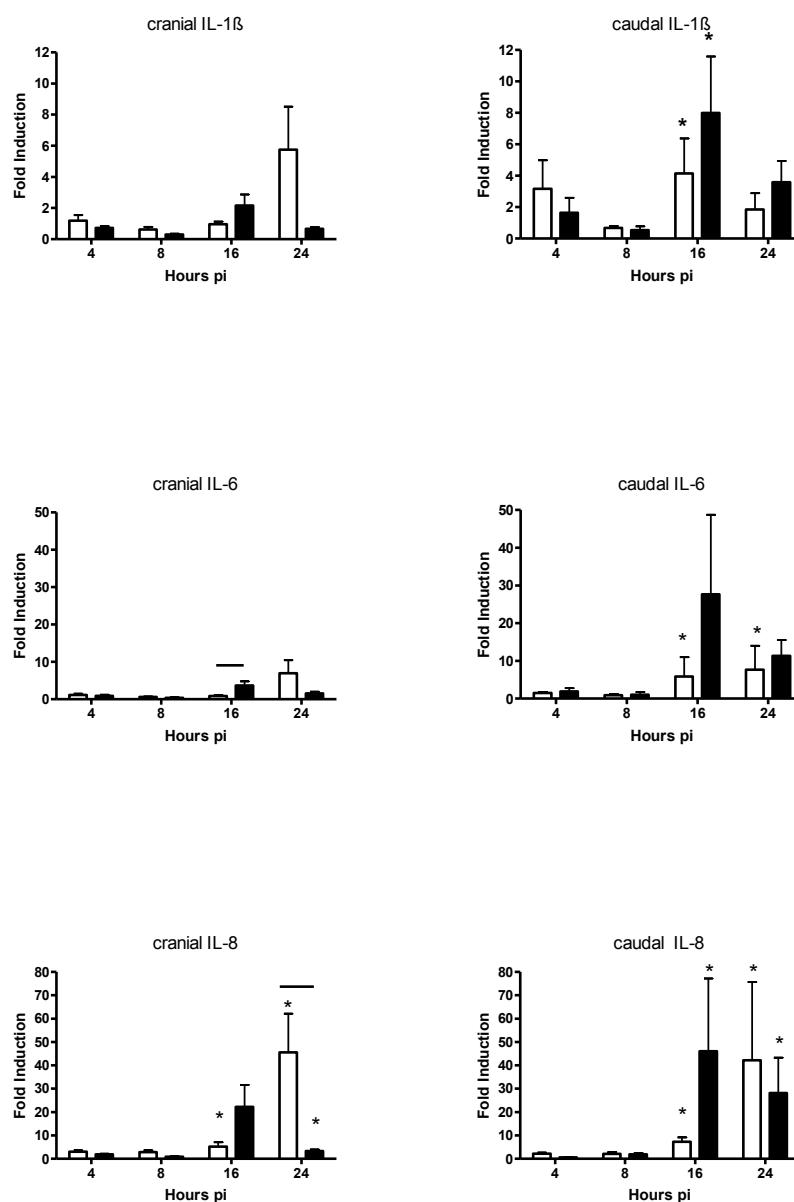 cranial IL-1ß
caudal IL-1ß
12
10
8
6
4
2
0
Fold Induction
4 8 16 24
Hours pi
12
10
8
6
4
2
0
Fold Induction
* *
4 8 16 24
Hours pi
cranial IL-6
caudal IL-6
50
40
30
20
10
0
Fold Induction
4 8 16 24
Hours pi
50
40
30
20
10
0
Fold Induction
* *
4 8 16 24
Hours pi
cranial IL-8
caudal IL-8
80
70
60
50
40
30
20
10
0
Fold Induction
* * *
4 8 16 24
Hours pi
80
70
60
50
40
30
20
10
0
Fold Induction
* * * *
4 8 16 24
Hours pi